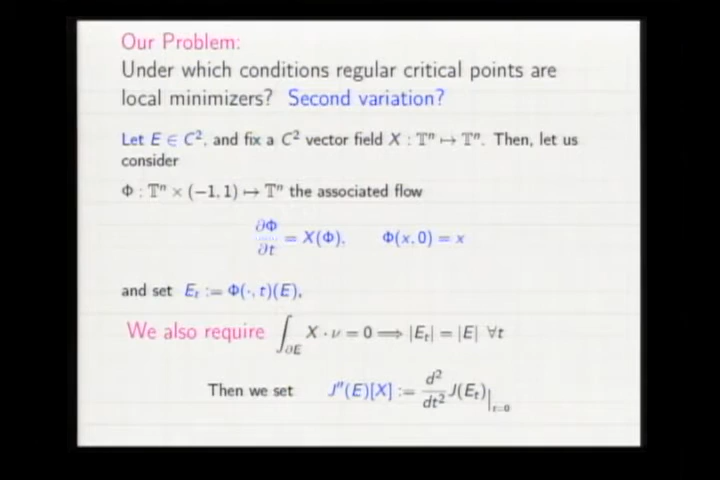 Our Problem:
Under which conditions regular critical points are
local minimizers? Second variation?
Let E ∈ C², and fix a C² vector field X : 𝕋ⁿ ↦ 𝕋ⁿ. Then, let us
consider
Φ : 𝕋ⁿ × (−1, 1) ↦ 𝕋ⁿ the associated flow
∂Φ/∂t = X(Φ), Φ(x, 0) = x
and set E_t := Φ(·, t)(E),
We also require ∫_{∂E} X · ν = 0 ⟹ |E_t| = |E| ∀t
Then we set J″(E)[X] := d²/dt² J(E_t)|_{t=0}